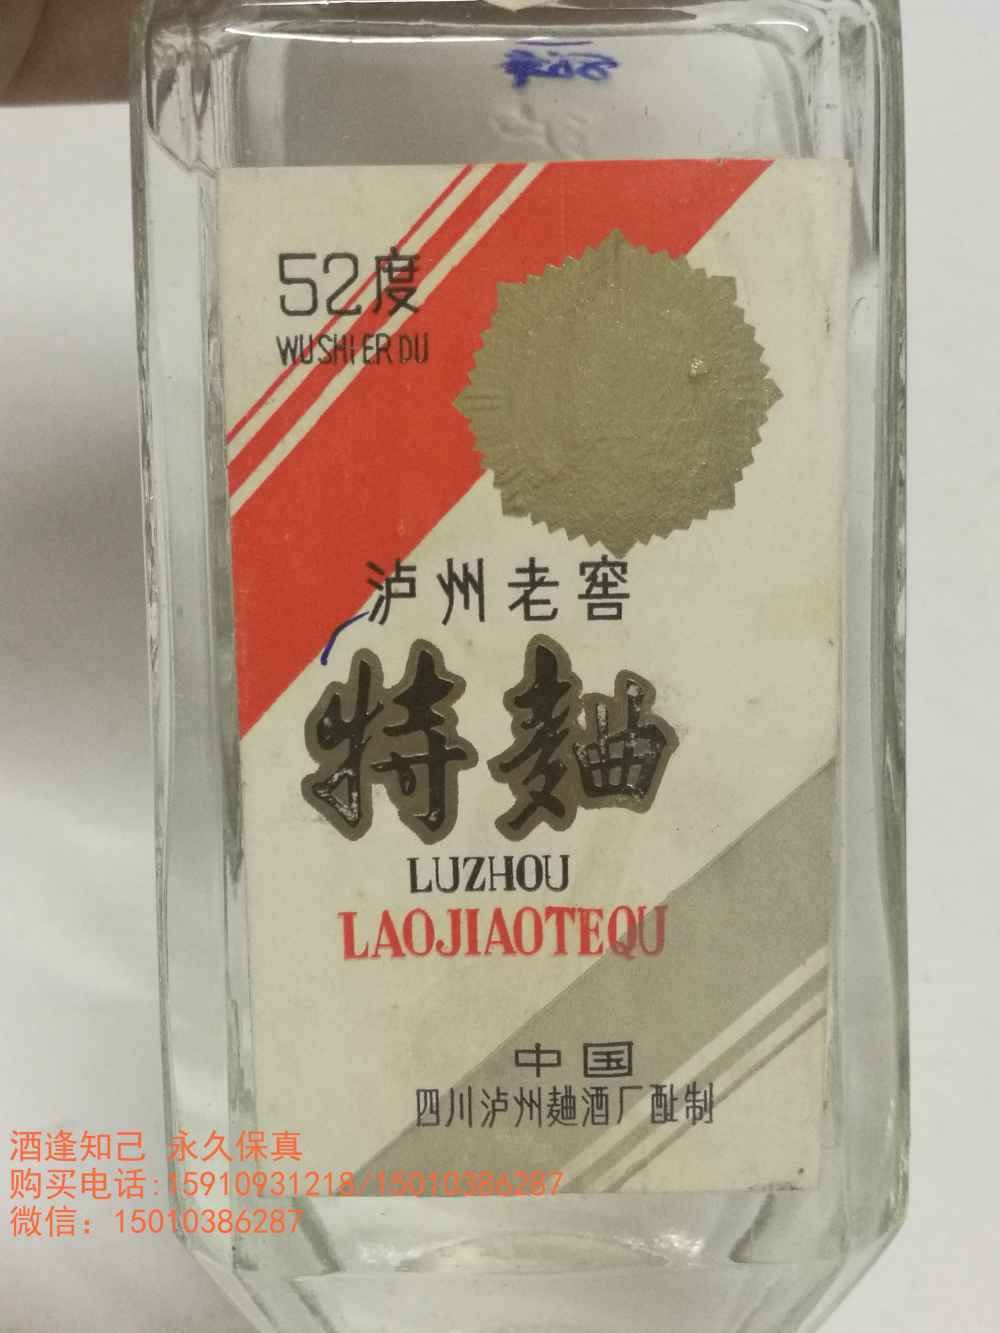 52度
WUSHI ER DU
泸州老窖
特麯
LUZHOU
LAOJIAOTEQU
中国
四川泸州麯酒厂酿制
酒逢知己 永久保真
购买电话:15910931218/15010386287
微信：15010386287